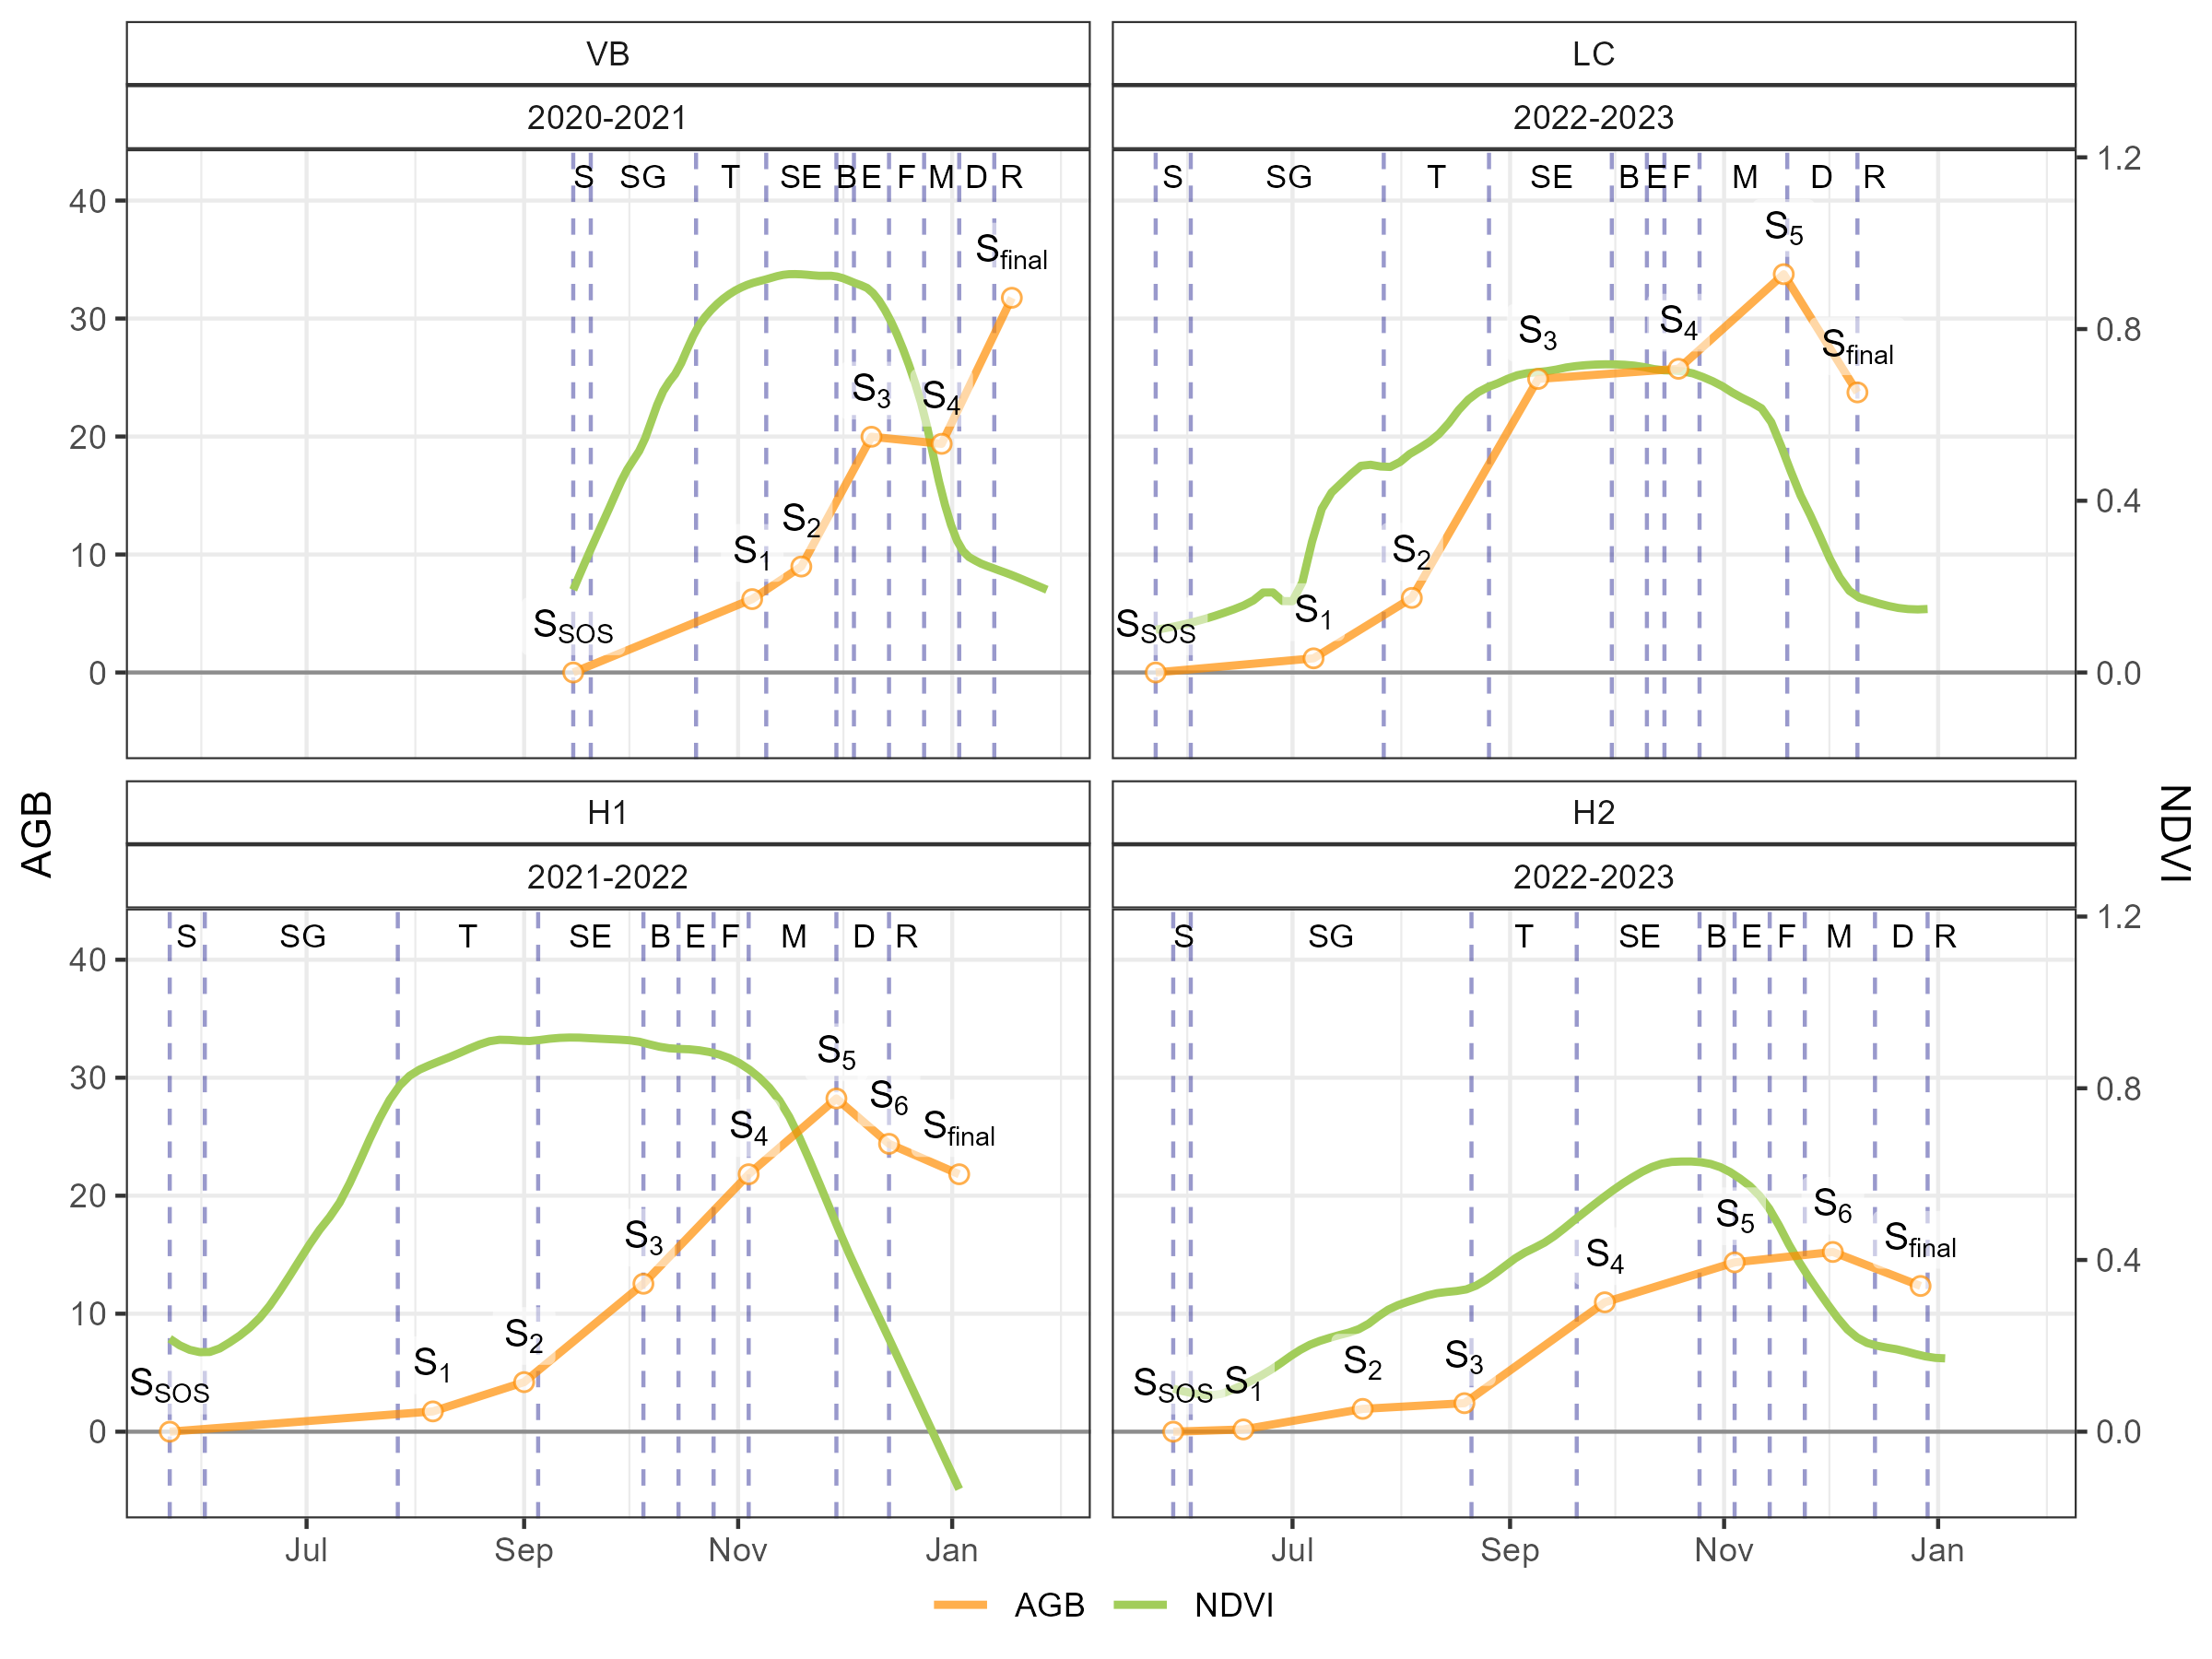 VB
2020-2021
LC
2022-2023
S SG T SE B E F M D R
S SG T SE B E F M D R
40
30
20
10
0
1.2
0.8
0.4
0.0
S_SOS S_1 S_2 S_3 S_4 S_final
S_SOS S_1 S_2 S_3 S_4 S_5 S_final
AGB
NDVI
H1
2021-2022
H2
2022-2023
S SG T SE B E F M D R
S SG T SE B E F M D R
40
30
20
10
0
1.2
0.8
0.4
0.0
S_SOS S_1 S_2 S_3 S_4 S_5 S_6 S_final
S_SOS S_1 S_2 S_3 S_4 S_5 S_6 S_final
Jul Sep Nov Jan
Jul Sep Nov Jan
AGB NDVI